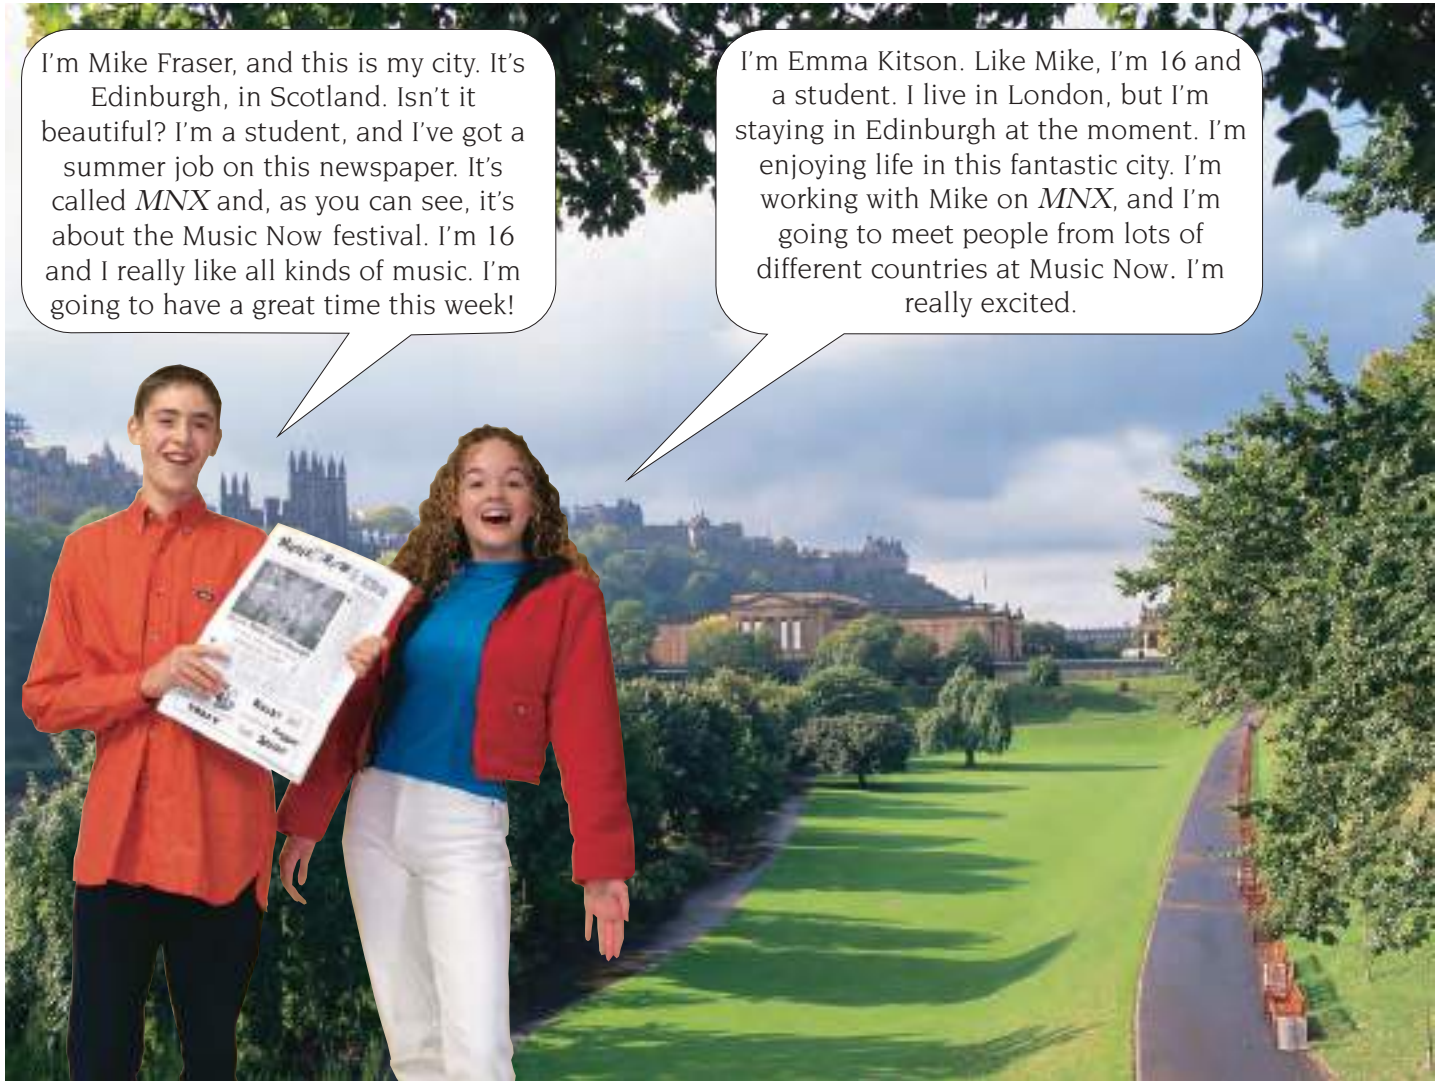 I'm Mike Fraser, and this is my city. It's
Edinburgh, in Scotland. Isn't it
beautiful? I'm a student, and I've got a
summer job on this newspaper. It's
called MNX and, as you can see, it's
about the Music Now festival. I'm 16
and I really like all kinds of music. I'm
going to have a great time this week!
I'm Emma Kitson. Like Mike, I'm 16 and
a student. I live in London, but I'm
staying in Edinburgh at the moment. I'm
enjoying life in this fantastic city. I'm
working with Mike on MNX, and I'm
going to meet people from lots of
different countries at Music Now. I'm
really excited.